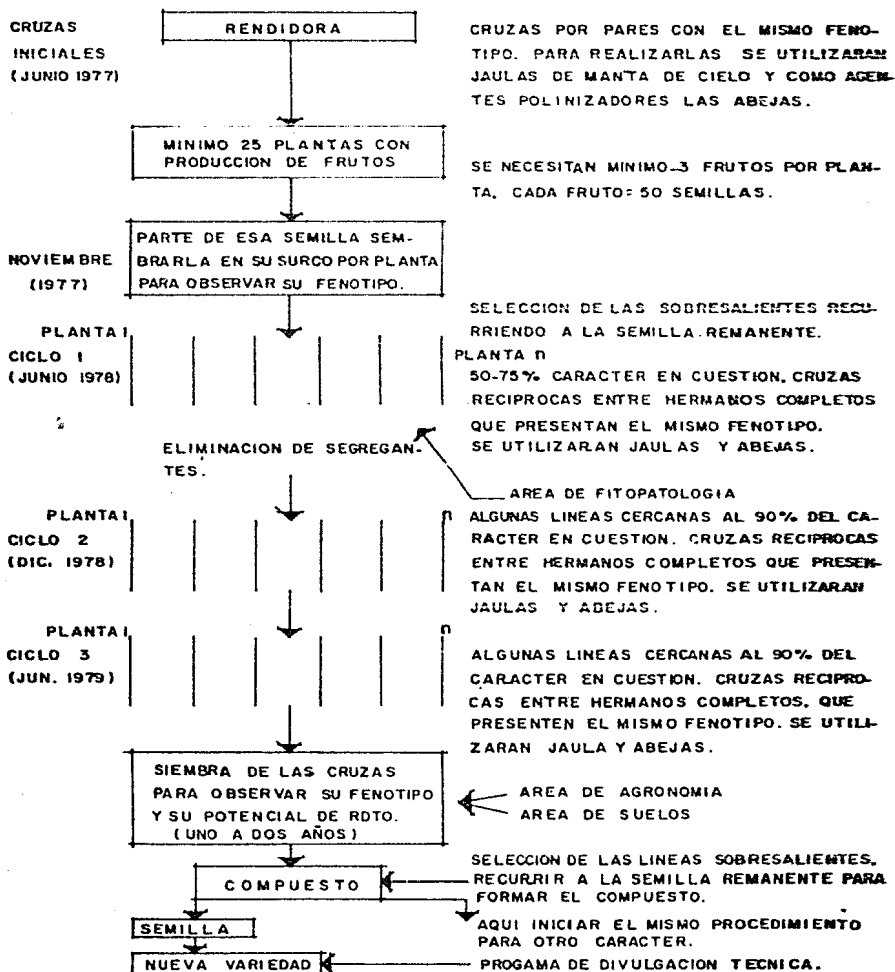 CRUZAS
INICIALES
(JUNIO 1977)
RENDIDORA
CRUZAS POR PARES CON EL MISMO FENO-
TIPO. PARA REALIZARLAS SE UTILIZARAN
JAULAS DE MANTA DE CIELO Y COMO AGEN-
TES POLINIZADORES LAS ABEJAS.
MINIMO 25 PLANTAS CON
PRODUCCION DE FRUTOS
SE NECESITAN MINIMO 3 FRUTOS POR PLAN-
TA, CADA FRUTO= 50 SEMILLAS.
NOVIEMBRE
(1977)
PARTE DE ESA SEMILLA SEM-
BRARLA EN SU SURCO POR PLANTA
PARA OBSERVAR SU FENOTIPO.
SELECCION DE LAS SOBRESALIENTES RECU-
RRIENDO A LA SEMILLA REMANENTE.
PLANTA I
CICLO I
(JUNIO 1978)
PLANTA n
50-75% CARACTER EN CUESTION. CRUZAS
RECIPROCAS ENTRE HERMANOS COMPLETOS
QUE PRESENTAN EL MISMO FENOTIPO.
SE UTILIZARAN JAULAS Y ABEJAS.
ELIMINACION DE SEGREGAN-
TES.
AREA DE FITOPATOLOGIA
PLANTA I
CICLO 2
(DIC. 1978)
n
ALGUNAS LINEAS CERCANAS AL 90% DEL CA-
RACTER EN CUESTION. CRUZAS RECIPROCAS
ENTRE HERMANOS COMPLETOS QUE PRESEN-
TAN EL MISMO FENOTIPO. SE UTILIZARAN
JAULAS Y ABEJAS.
PLANTA I
CICLO 3
(JUN. 1979)
n
ALGUNAS LINEAS CERCANAS AL 90% DEL
CARACTER EN CUESTION. CRUZAS RECIPRO-
CAS ENTRE HERMANOS COMPLETOS, QUE
PRESENTEN EL MISMO FENOTIPO. SE UTILI-
ZARAN JAULA Y ABEJAS.
SIEMBRA DE LAS CRUZAS
PARA OBSERVAR SU FENOTIPO
Y SU POTENCIAL DE RDTO.
(UNO A DOS AÑOS)
AREA DE AGRONOMIA
AREA DE SUELOS
COMPUESTO
SELECCION DE LAS LINEAS SOBRESALIENTES,
RECURRIR A LA SEMILLA REMANENTE PARA
FORMAR EL COMPUESTO.
SEMILLA
AQUI INICIAR EL MISMO PROCEDIMIENTO
PARA OTRO CARACTER.
NUEVA VARIEDAD
PROGAMA DE DIVULGACION TECNICA.